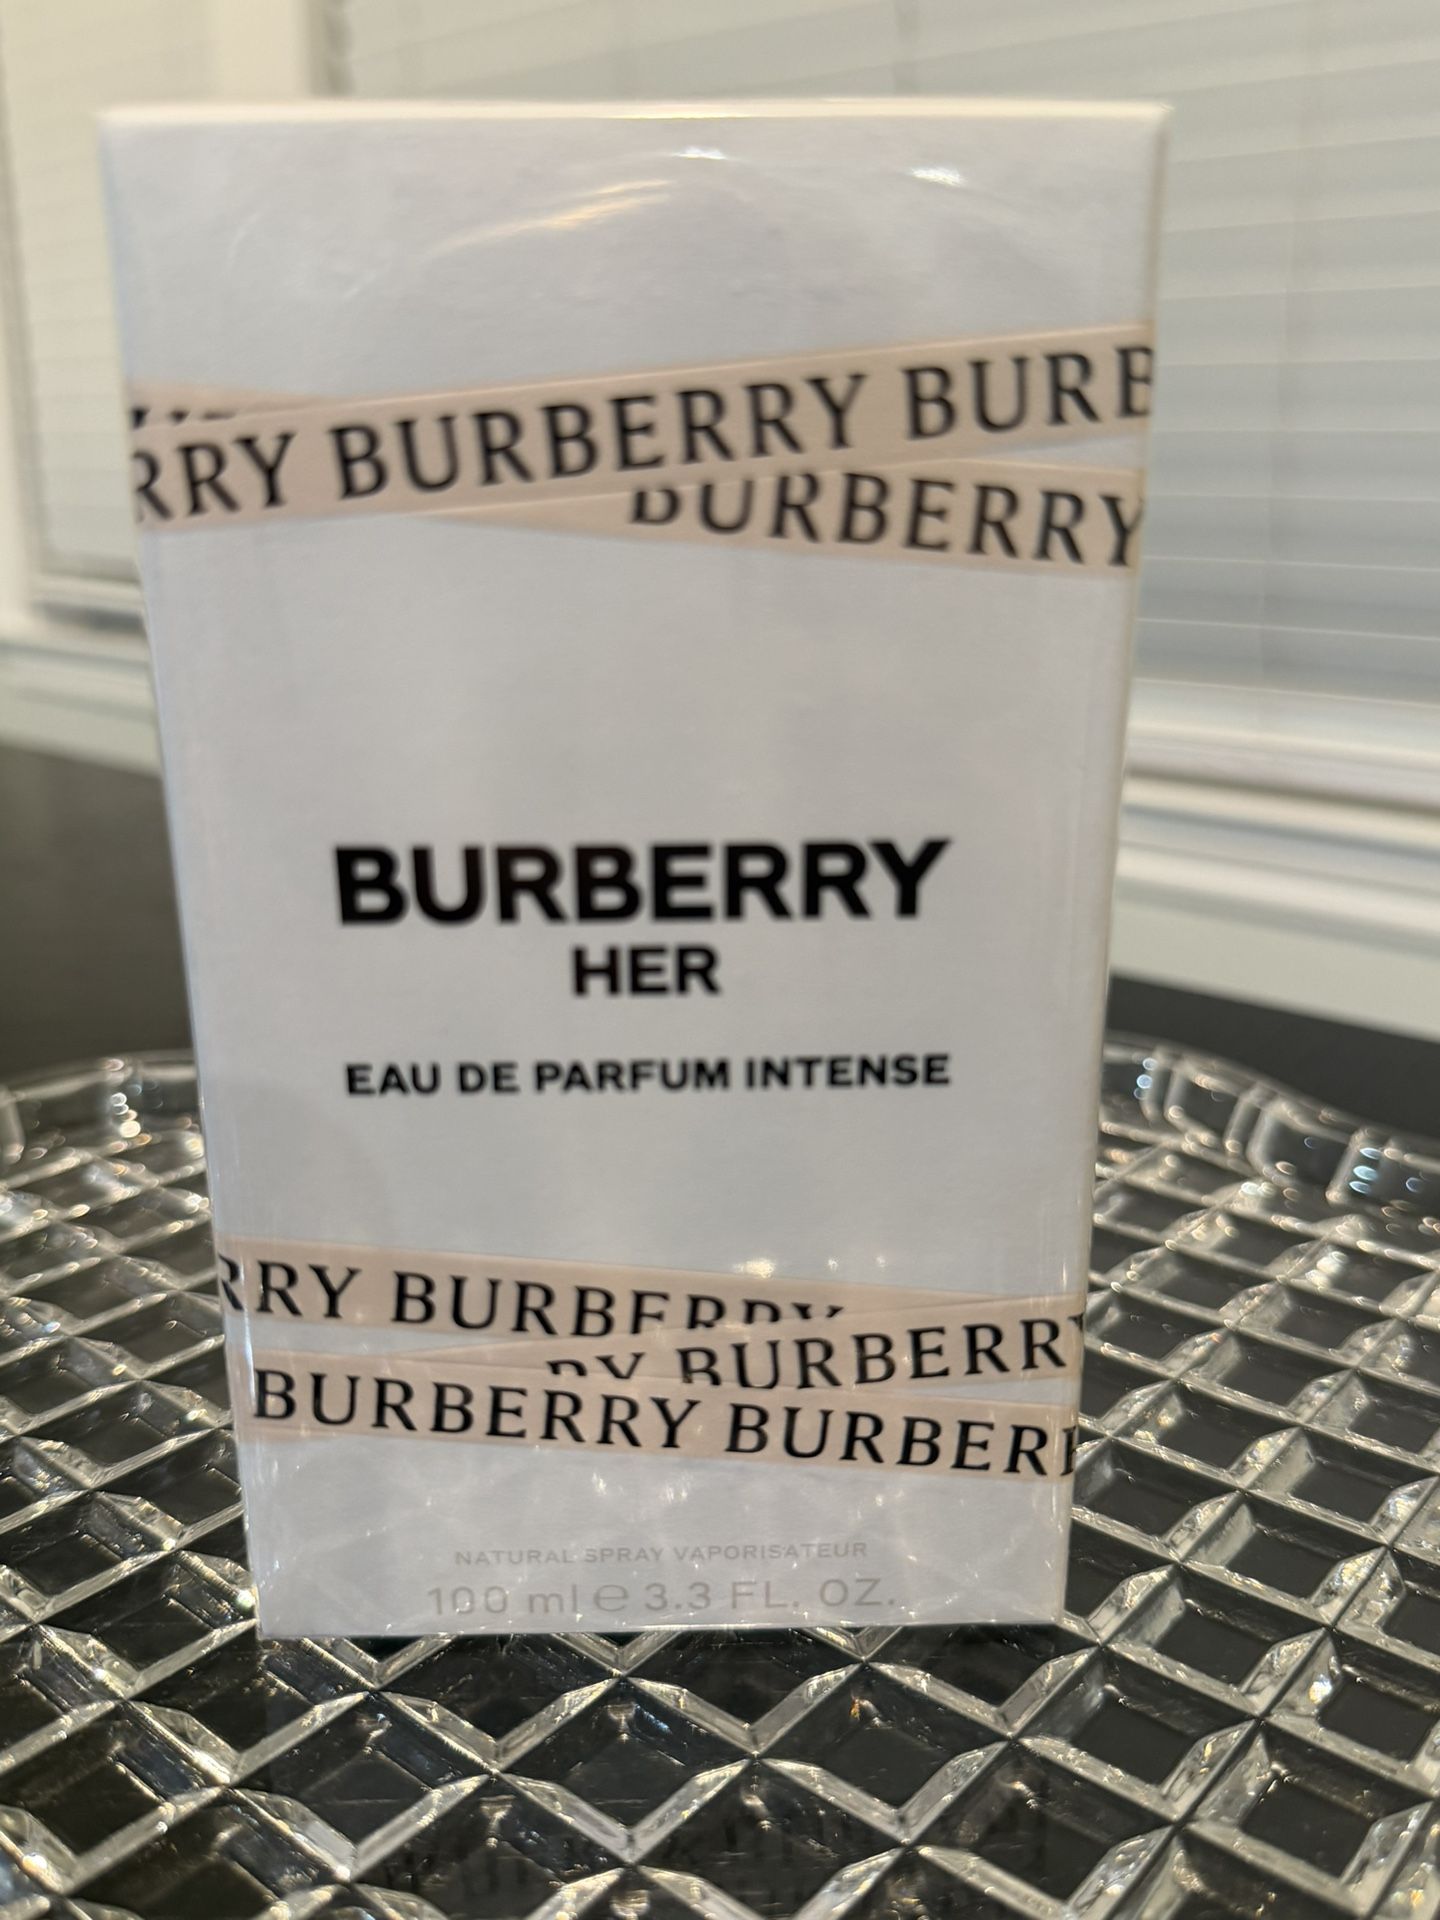 RRY BURBERRY BURB
BURBERRY
BURBERRY
HER
EAU DE PARFUM INTENSE
RRY BURBERRY
RY BURBERRY
BURBERRY BURBER
NATURAL SPRAY VAPORISATEUR
100 ml e 3.3 FL. OZ.